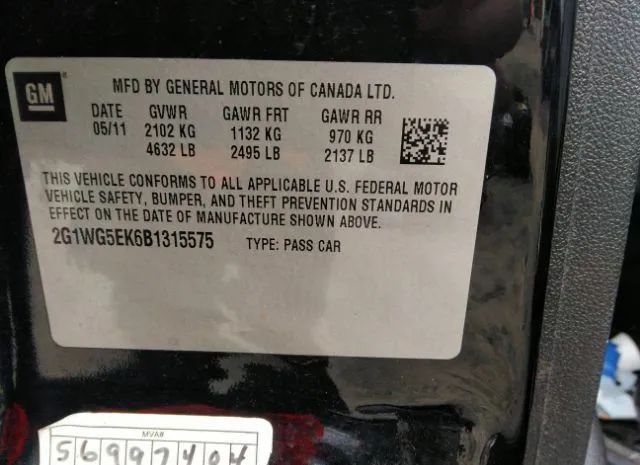 GM
MFD BY GENERAL MOTORS OF CANADA LTD.
DATE GVWR GAWR FRT GAWR RR
05/11 2102 KG 1132 KG 970 KG
4632 LB 2495 LB 2137 LB
THIS VEHICLE CONFORMS TO ALL APPLICABLE U.S. FEDERAL MOTOR
VEHICLE SAFETY, BUMPER, AND THEFT PREVENTION STANDARDS IN
EFFECT ON THE DATE OF MANUFACTURE SHOWN ABOVE.
2G1WG5EK6B1315575 TYPE: PASS CAR
MVA#
56997404